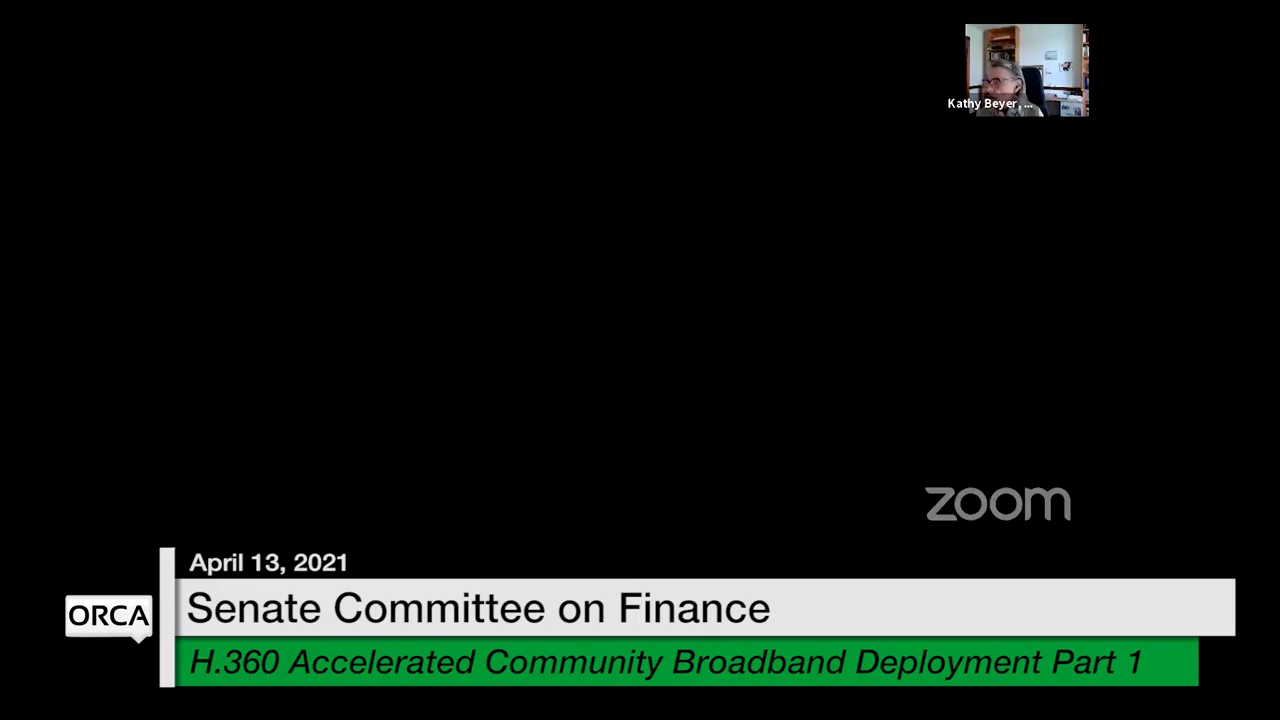 Kathy Beyer, ...
zoom
April 13, 2021
ORCA
Senate Committee on Finance
H.360 Accelerated Community Broadband Deployment Part 1